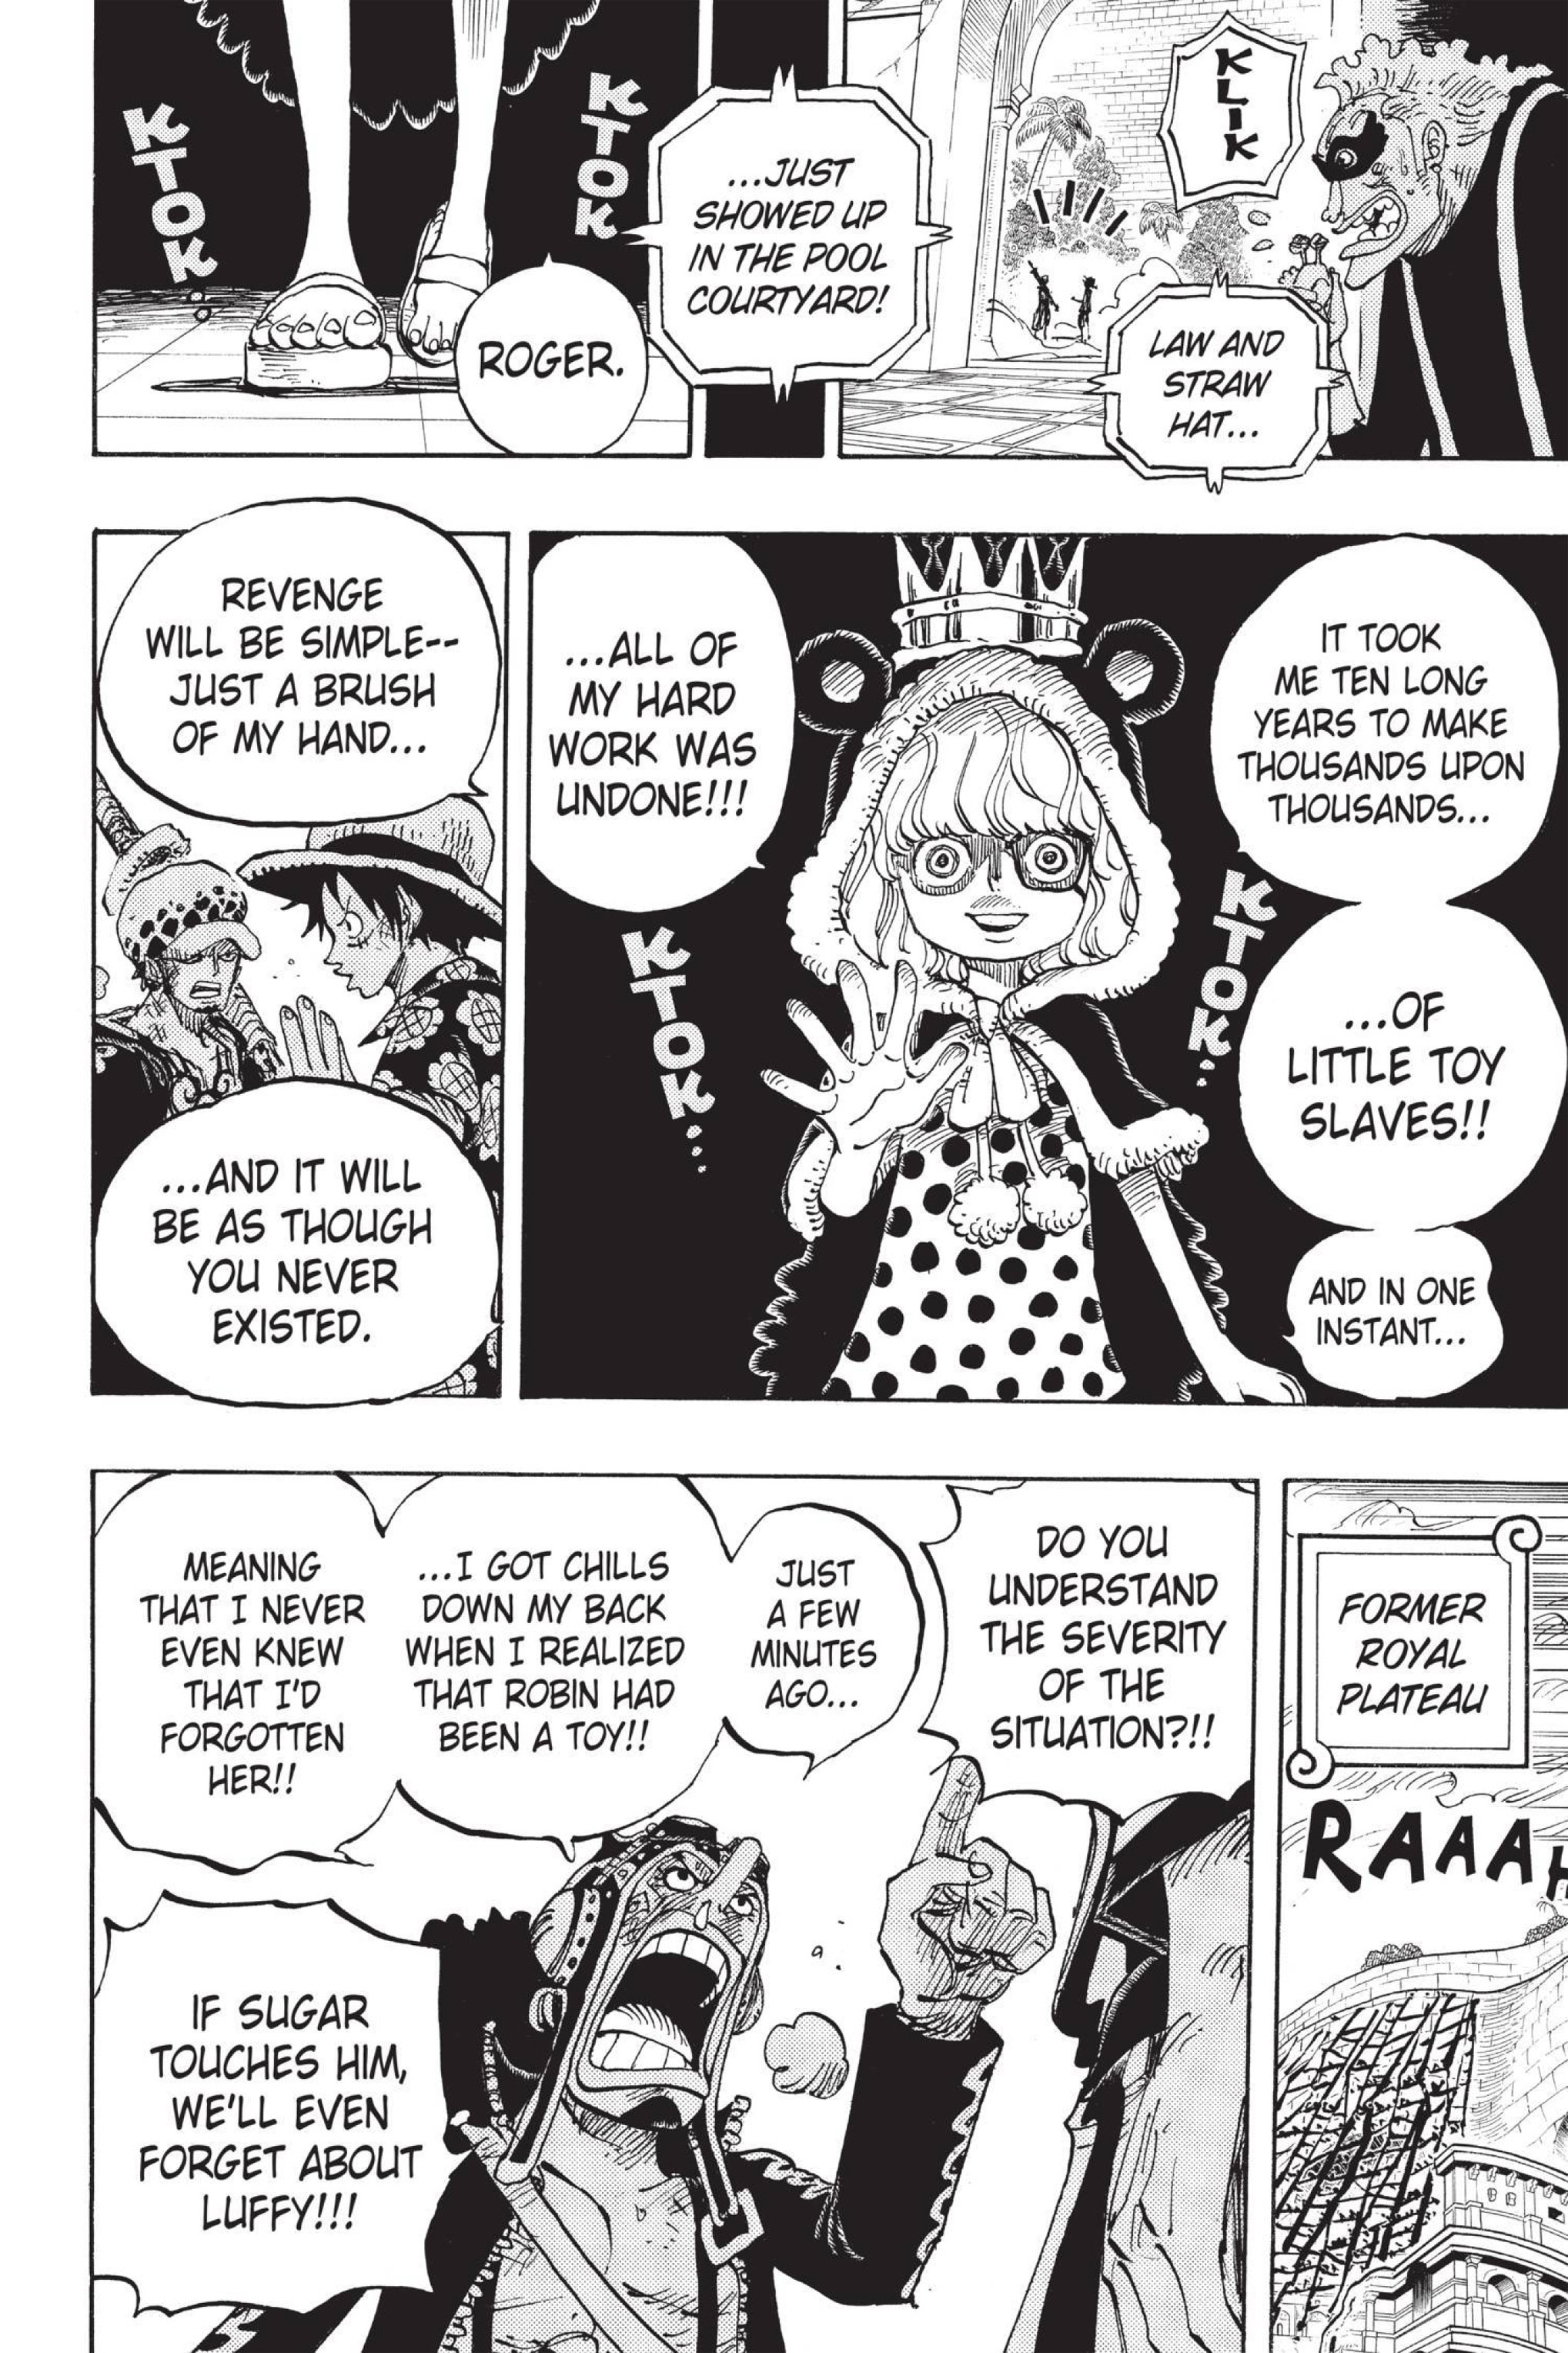 KLIK
LAW AND
STRAW
HAT...
...JUST
SHOWED UP
IN THE POOL
COURTYARD!
KTOK
ROGER.
KTOK
IT TOOK
ME TEN LONG
YEARS TO MAKE
THOUSANDS UPON
THOUSANDS...
...OF
LITTLE TOY
SLAVES!!
AND IN ONE
INSTANT...
KTOK
...ALL OF
MY HARD
WORK WAS
UNDONE!!!
KTOK
REVENGE
WILL BE SIMPLE--
JUST A BRUSH
OF MY HAND...
...AND IT WILL
BE AS THOUGH
YOU NEVER
EXISTED.
FORMER
ROYAL
PLATEAU
RAAAH
DO YOU
UNDERSTAND
THE SEVERITY
OF THE
SITUATION?!!
JUST
A FEW
MINUTES
AGO...
...I GOT CHILLS
DOWN MY BACK
WHEN I REALIZED
THAT ROBIN HAD
BEEN A TOY!!
MEANING
THAT I NEVER
EVEN KNEW
THAT I'D
FORGOTTEN
HER!!
IF SUGAR
TOUCHES HIM,
WE'LL EVEN
FORGET ABOUT
LUFFY!!!